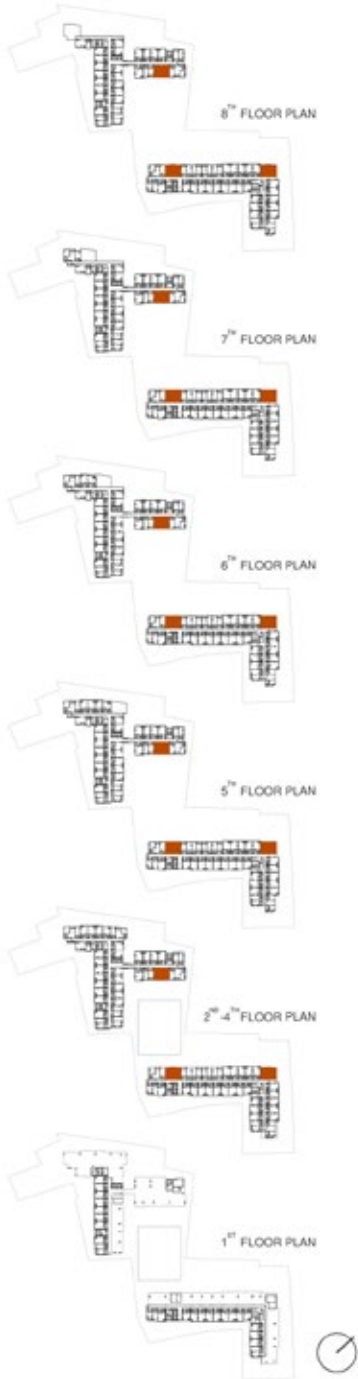 8TH FLOOR PLAN
7TH FLOOR PLAN
6TH FLOOR PLAN
5TH FLOOR PLAN
2ND-4TH FLOOR PLAN
1ST FLOOR PLAN